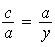 c/a = a/y